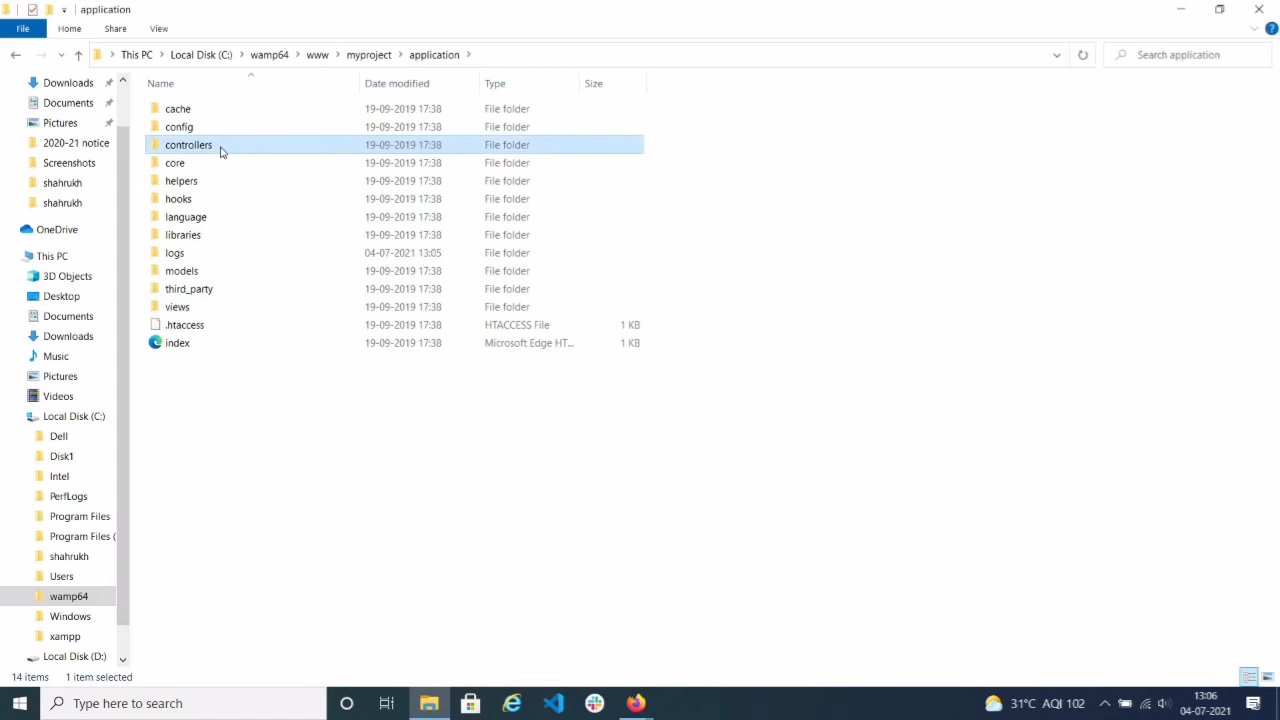 application
File Home Share View
This PC Local Disk (C:) wamp64 www myproject application
Search application
Name Date modified Type Size
cache 19-09-2019 17:38 File folder
config 19-09-2019 17:38 File folder
controllers 19-09-2019 17:38 File folder
core 19-09-2019 17:38 File folder
helpers 19-09-2019 17:38 File folder
hooks 19-09-2019 17:38 File folder
language 19-09-2019 17:38 File folder
libraries 19-09-2019 17:38 File folder
logs 04-07-2021 13:05 File folder
models 19-09-2019 17:38 File folder
third_party 19-09-2019 17:38 File folder
views 19-09-2019 17:38 File folder
.htaccess 19-09-2019 17:38 HTACCESS File 1 KB
index 19-09-2019 17:38 Microsoft Edge HT... 1 KB
Downloads
Documents
Pictures
2020-21 notice
Screenshots
shahrukh
shahrukh
OneDrive
This PC
3D Objects
Desktop
Documents
Downloads
Music
Pictures
Videos
Local Disk (C:)
Dell
Disk1
Intel
PerfLogs
Program Files
Program Files (
shahrukh
Users
wamp64
Windows
xampp
Local Disk (D:)
14 items 1 item selected
Type here to search
31°C AQI 102
13:06
04-07-2021